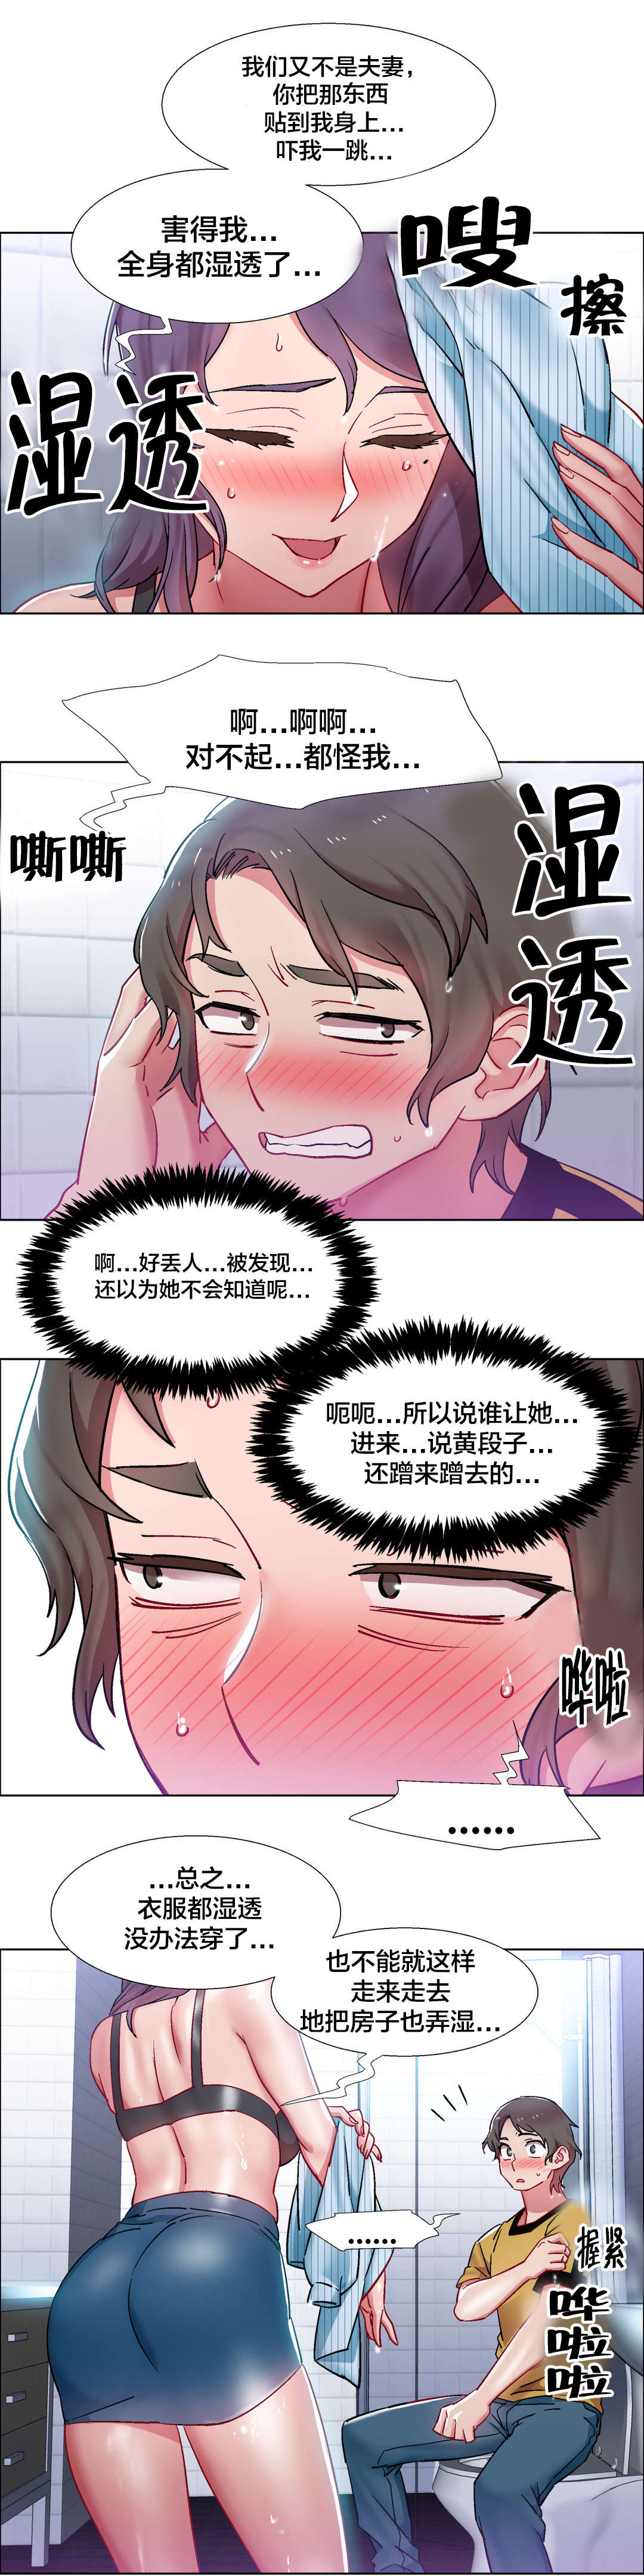 我们又不是夫妻，
你把那东西
贴到我身上...
吓我一跳...
害得我...
全身都湿透了...
嗖
擦
湿透
啊...啊啊...
对不起...都怪我...
嘶嘶
湿
透
啊...好丢人...被发现...
还以为她不会知道呢...
呃呃...所以说谁让她...
进来...说黄段子...
还蹭来蹭去的...
哗啦
......
...总之...
衣服都湿透
没办法穿了...
也不能就这样
走来走去
地把房子也弄湿...
......
握紧
哗
啦
啦